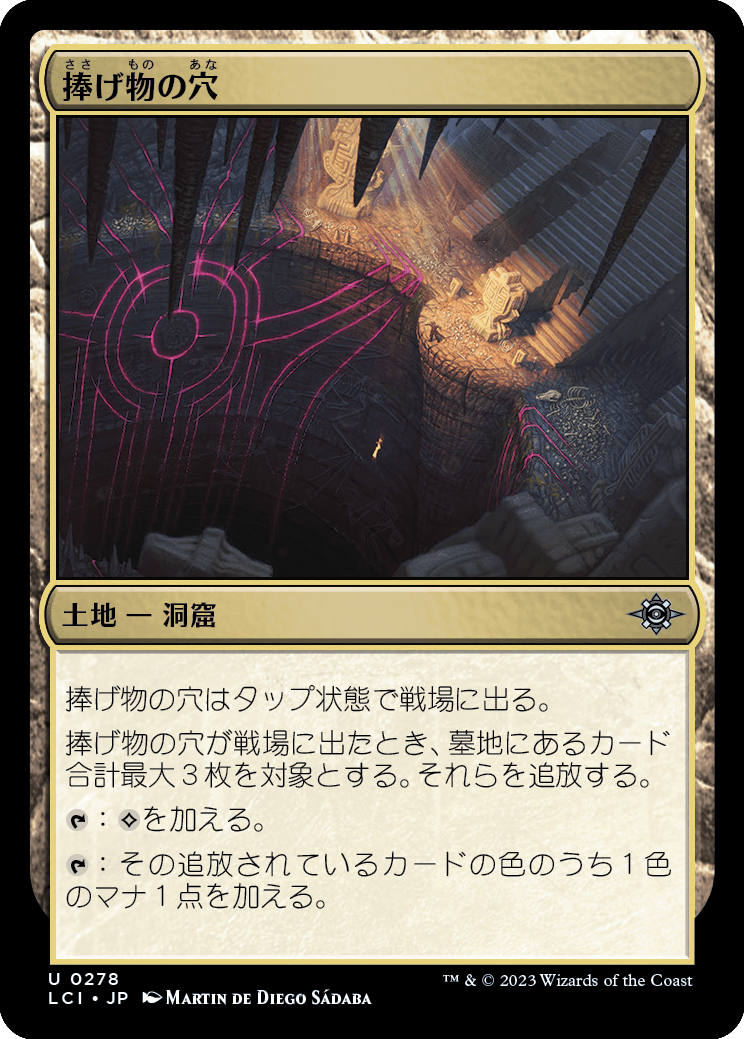 ささ もの あな
捧げ物の穴
土地 — 洞窟
捧げ物の穴はタップ状態で戦場に出る。
捧げ物の穴が戦場に出たとき、墓地にあるカード
合計最大３枚を対象とする。それらを追放する。
：を加える。
：その追放されているカードの色のうち１色
のマナ１点を加える。
U 0278
LCI • JP Martin de Diego Sádaba
™ & © 2023 Wizards of the Coast